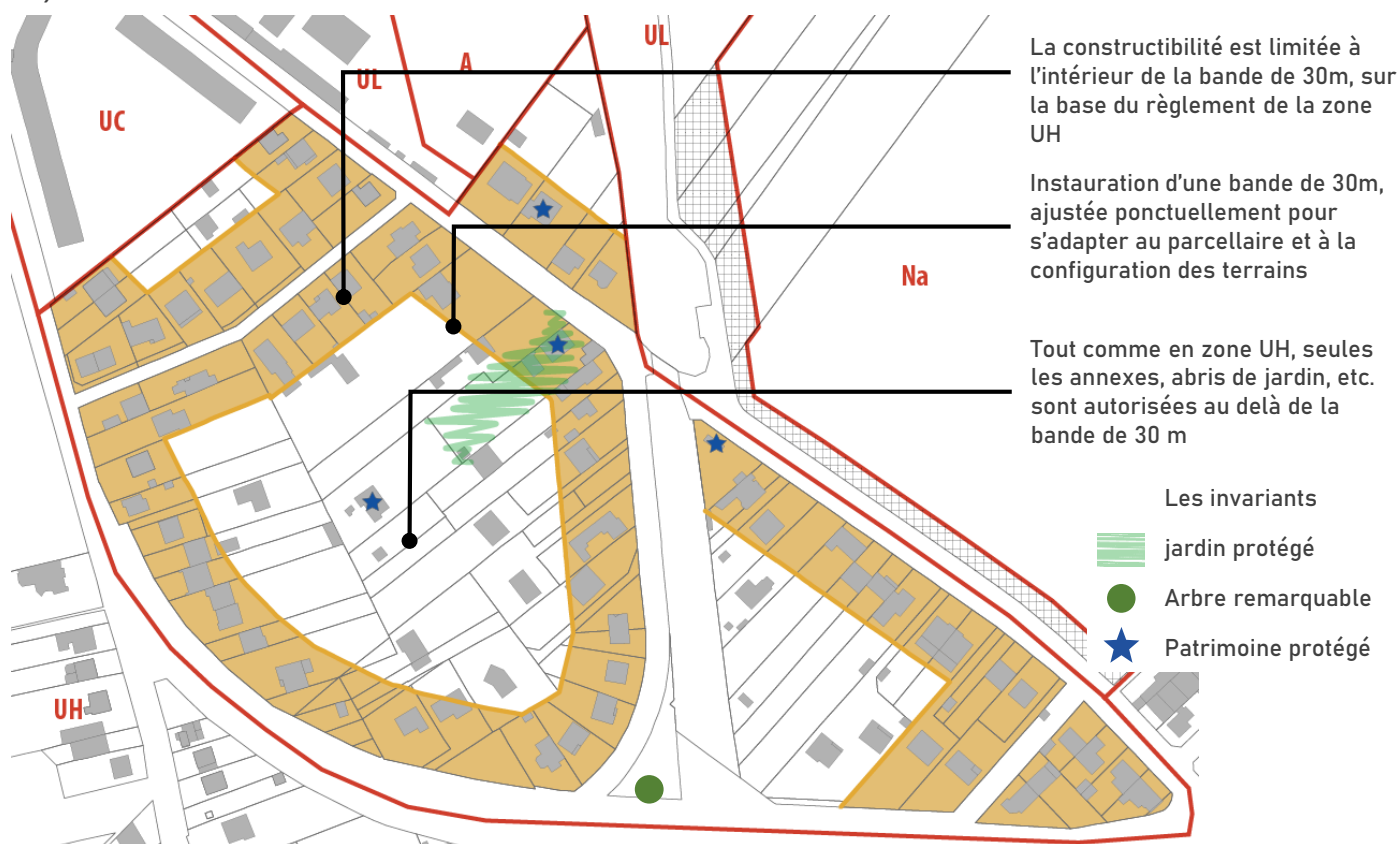 UL
A
UL
UC
Na
UH
La constructibilité est limitée à
l’intérieur de la bande de 30m, sur
la base du règlement de la zone
UH
Instauration d’une bande de 30m,
ajustée ponctuellement pour
s’adapter au parcellaire et à la
configuration des terrains
Tout comme en zone UH, seules
les annexes, abris de jardin, etc.
sont autorisées au delà de la
bande de 30 m
Les invariants
jardin protégé
Arbre remarquable
Patrimoine protégé